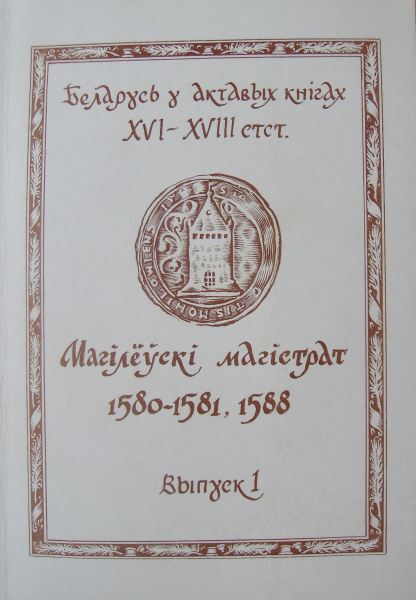 Беларусь у актавых кнігах
XVI-XVIII стст.
Магілёўскі магістрат
1580-1581, 1588
Выпуск 1